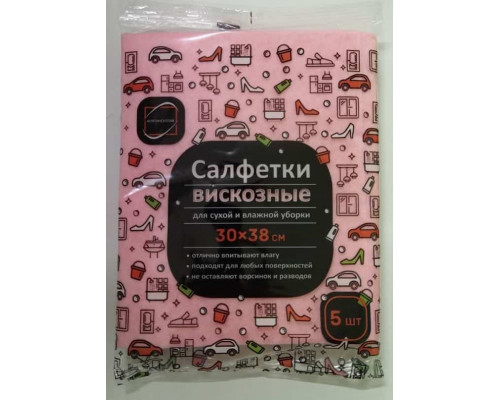 Салфетки
вискозные
для сухой и влажной уборки
30×38 см
• отлично впитывают влагу
• подходят для любых поверхностей
• не оставляют ворсинок и разводов
5 шт